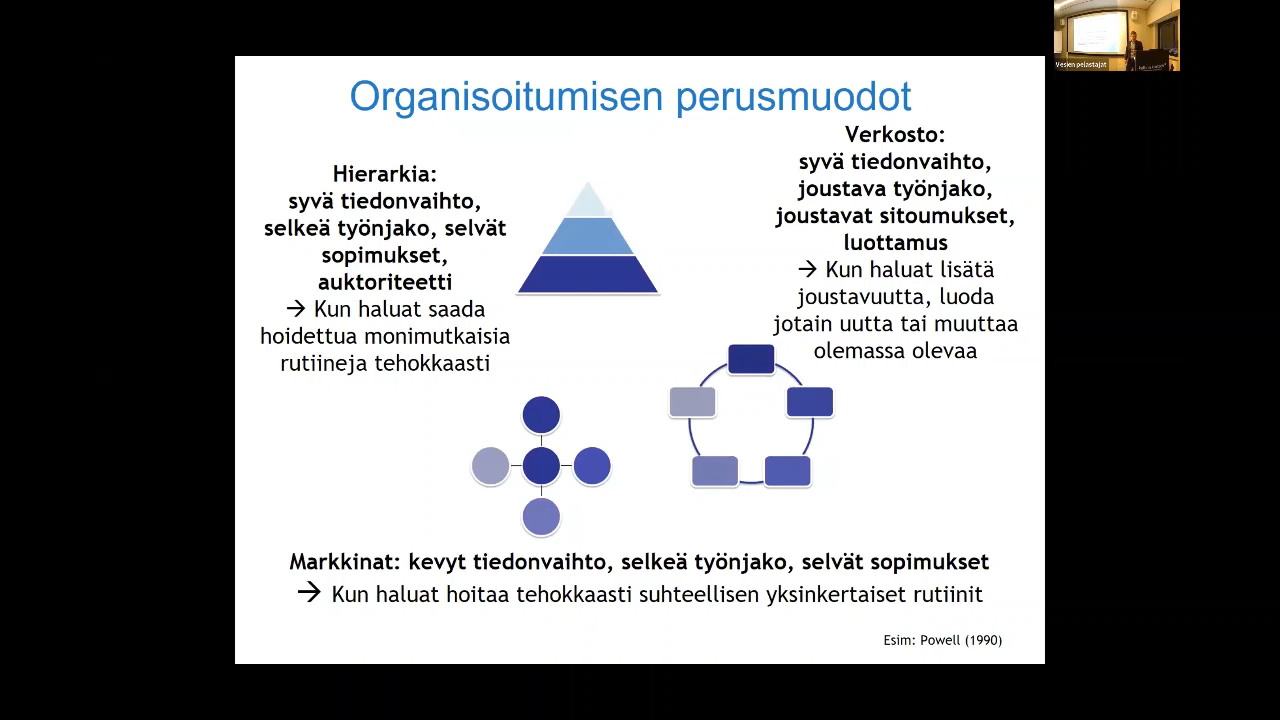 Organisoitumisen perusmuodot
Hierarkia:
syvä tiedonvaihto,
selkeä työnjako, selvät
sopimukset,
auktoriteetti
→ Kun haluat saada
hoidettua monimutkaisia
rutiineja tehokkaasti
Verkosto:
syvä tiedonvaihto,
joustava työnjako,
joustavat sitoumukset,
luottamus
→ Kun haluat lisätä
joustavuutta, luoda
jotain uutta tai muuttaa
olemassa olevaa
Markkinat: kevyt tiedonvaihto, selkeä työnjako, selvät sopimukset
→ Kun haluat hoitaa tehokkaasti suhteellisen yksinkertaiset rutiinit
Esim: Powell (1990)
Vesien pelastajat